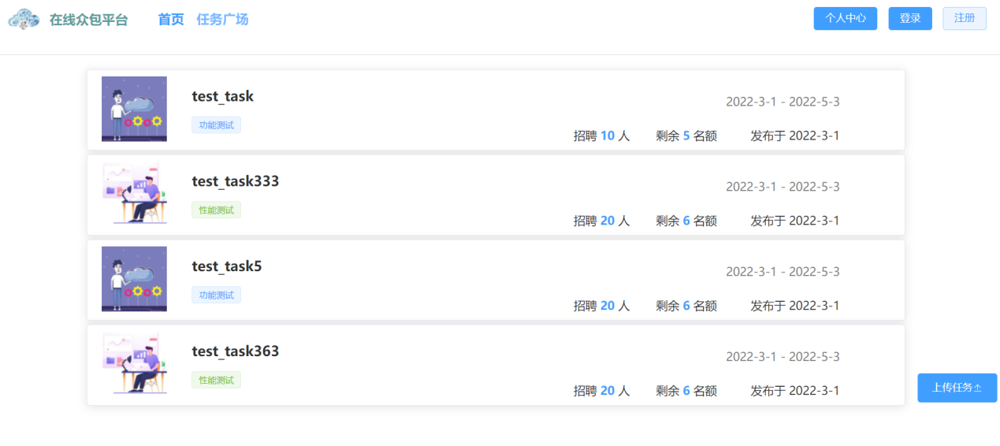 在线众包平台 首页 任务广场 个人中心 登录 注册
test_task
2022-3-1 - 2022-5-3
功能测试
招聘 10 人 剩余 5 名额 发布于 2022-3-1
test_task333
2022-3-1 - 2022-5-3
性能测试
招聘 20 人 剩余 6 名额 发布于 2022-3-1
test_task5
2022-3-1 - 2022-5-3
功能测试
招聘 20 人 剩余 6 名额 发布于 2022-3-1
test_task363
2022-3-1 - 2022-5-3
性能测试
招聘 20 人 剩余 6 名额 发布于 2022-3-1
上传任务